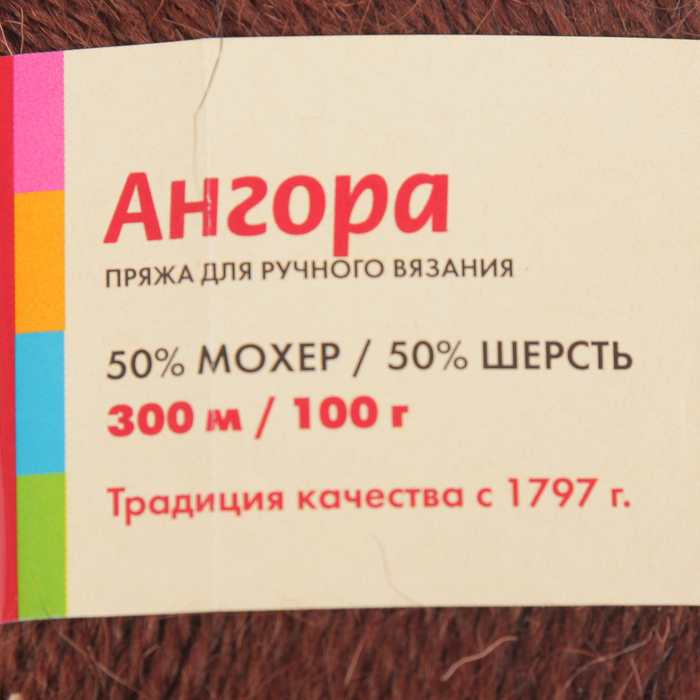 Ангора
ПРЯЖА ДЛЯ РУЧНОГО ВЯЗАНИЯ
50% МОХЕР / 50% ШЕРСТЬ
300 м / 100 г
Традиция качества с 1797 г.